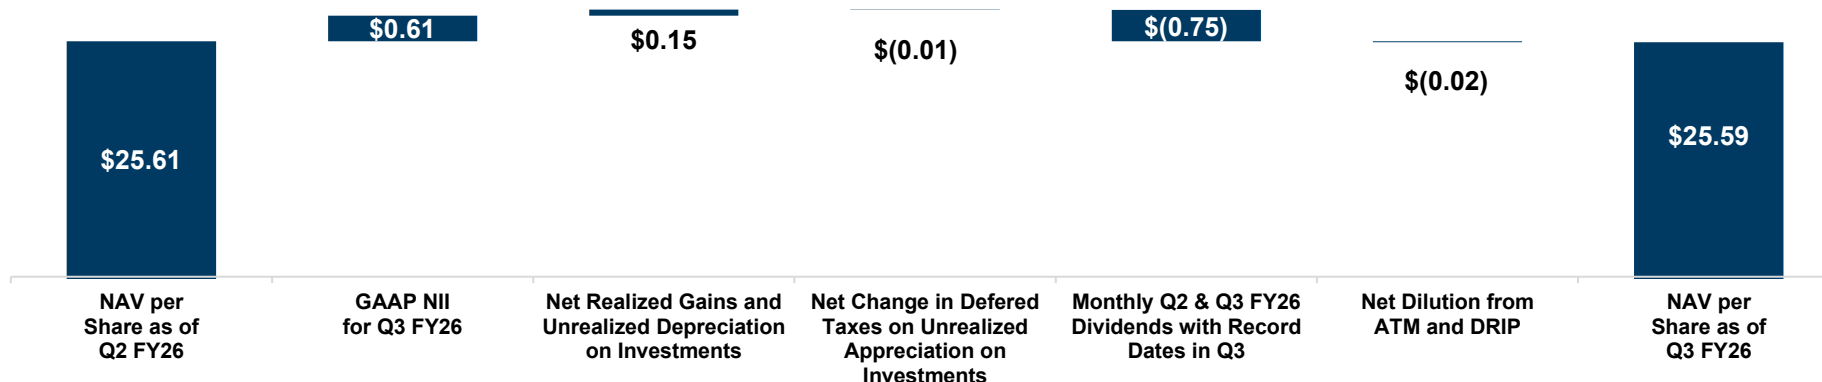 $0.61
$0.15
$(0.01)
$(0.75)
$(0.02)
$25.61
$25.59
NAV per
Share as of
Q2 FY26
GAAP NII
for Q3 FY26
Net Realized Gains and
Unrealized Depreciation
on Investments
Net Change in Defered
Taxes on Unrealized
Appreciation on
Investments
Monthly Q2 & Q3 FY26
Dividends with Record
Dates in Q3
Net Dilution from
ATM and DRIP
NAV per
Share as of
Q3 FY26